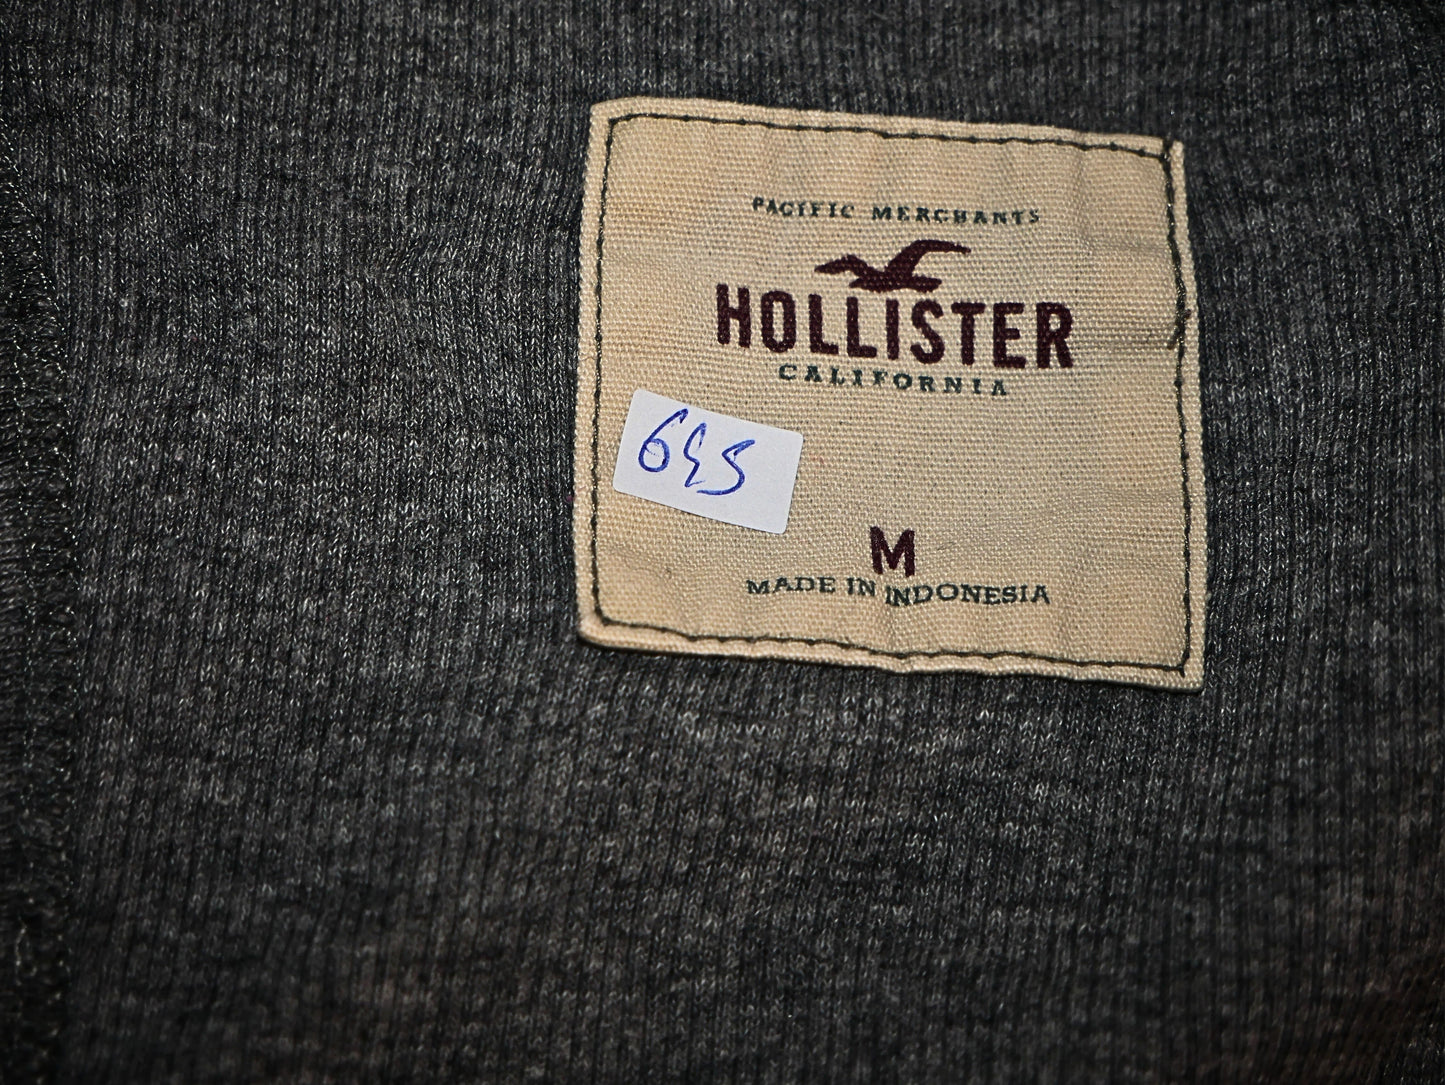 PACIFIC MERCHANTS
HOLLISTER
CALIFORNIA
M
MADE IN INDONESIA